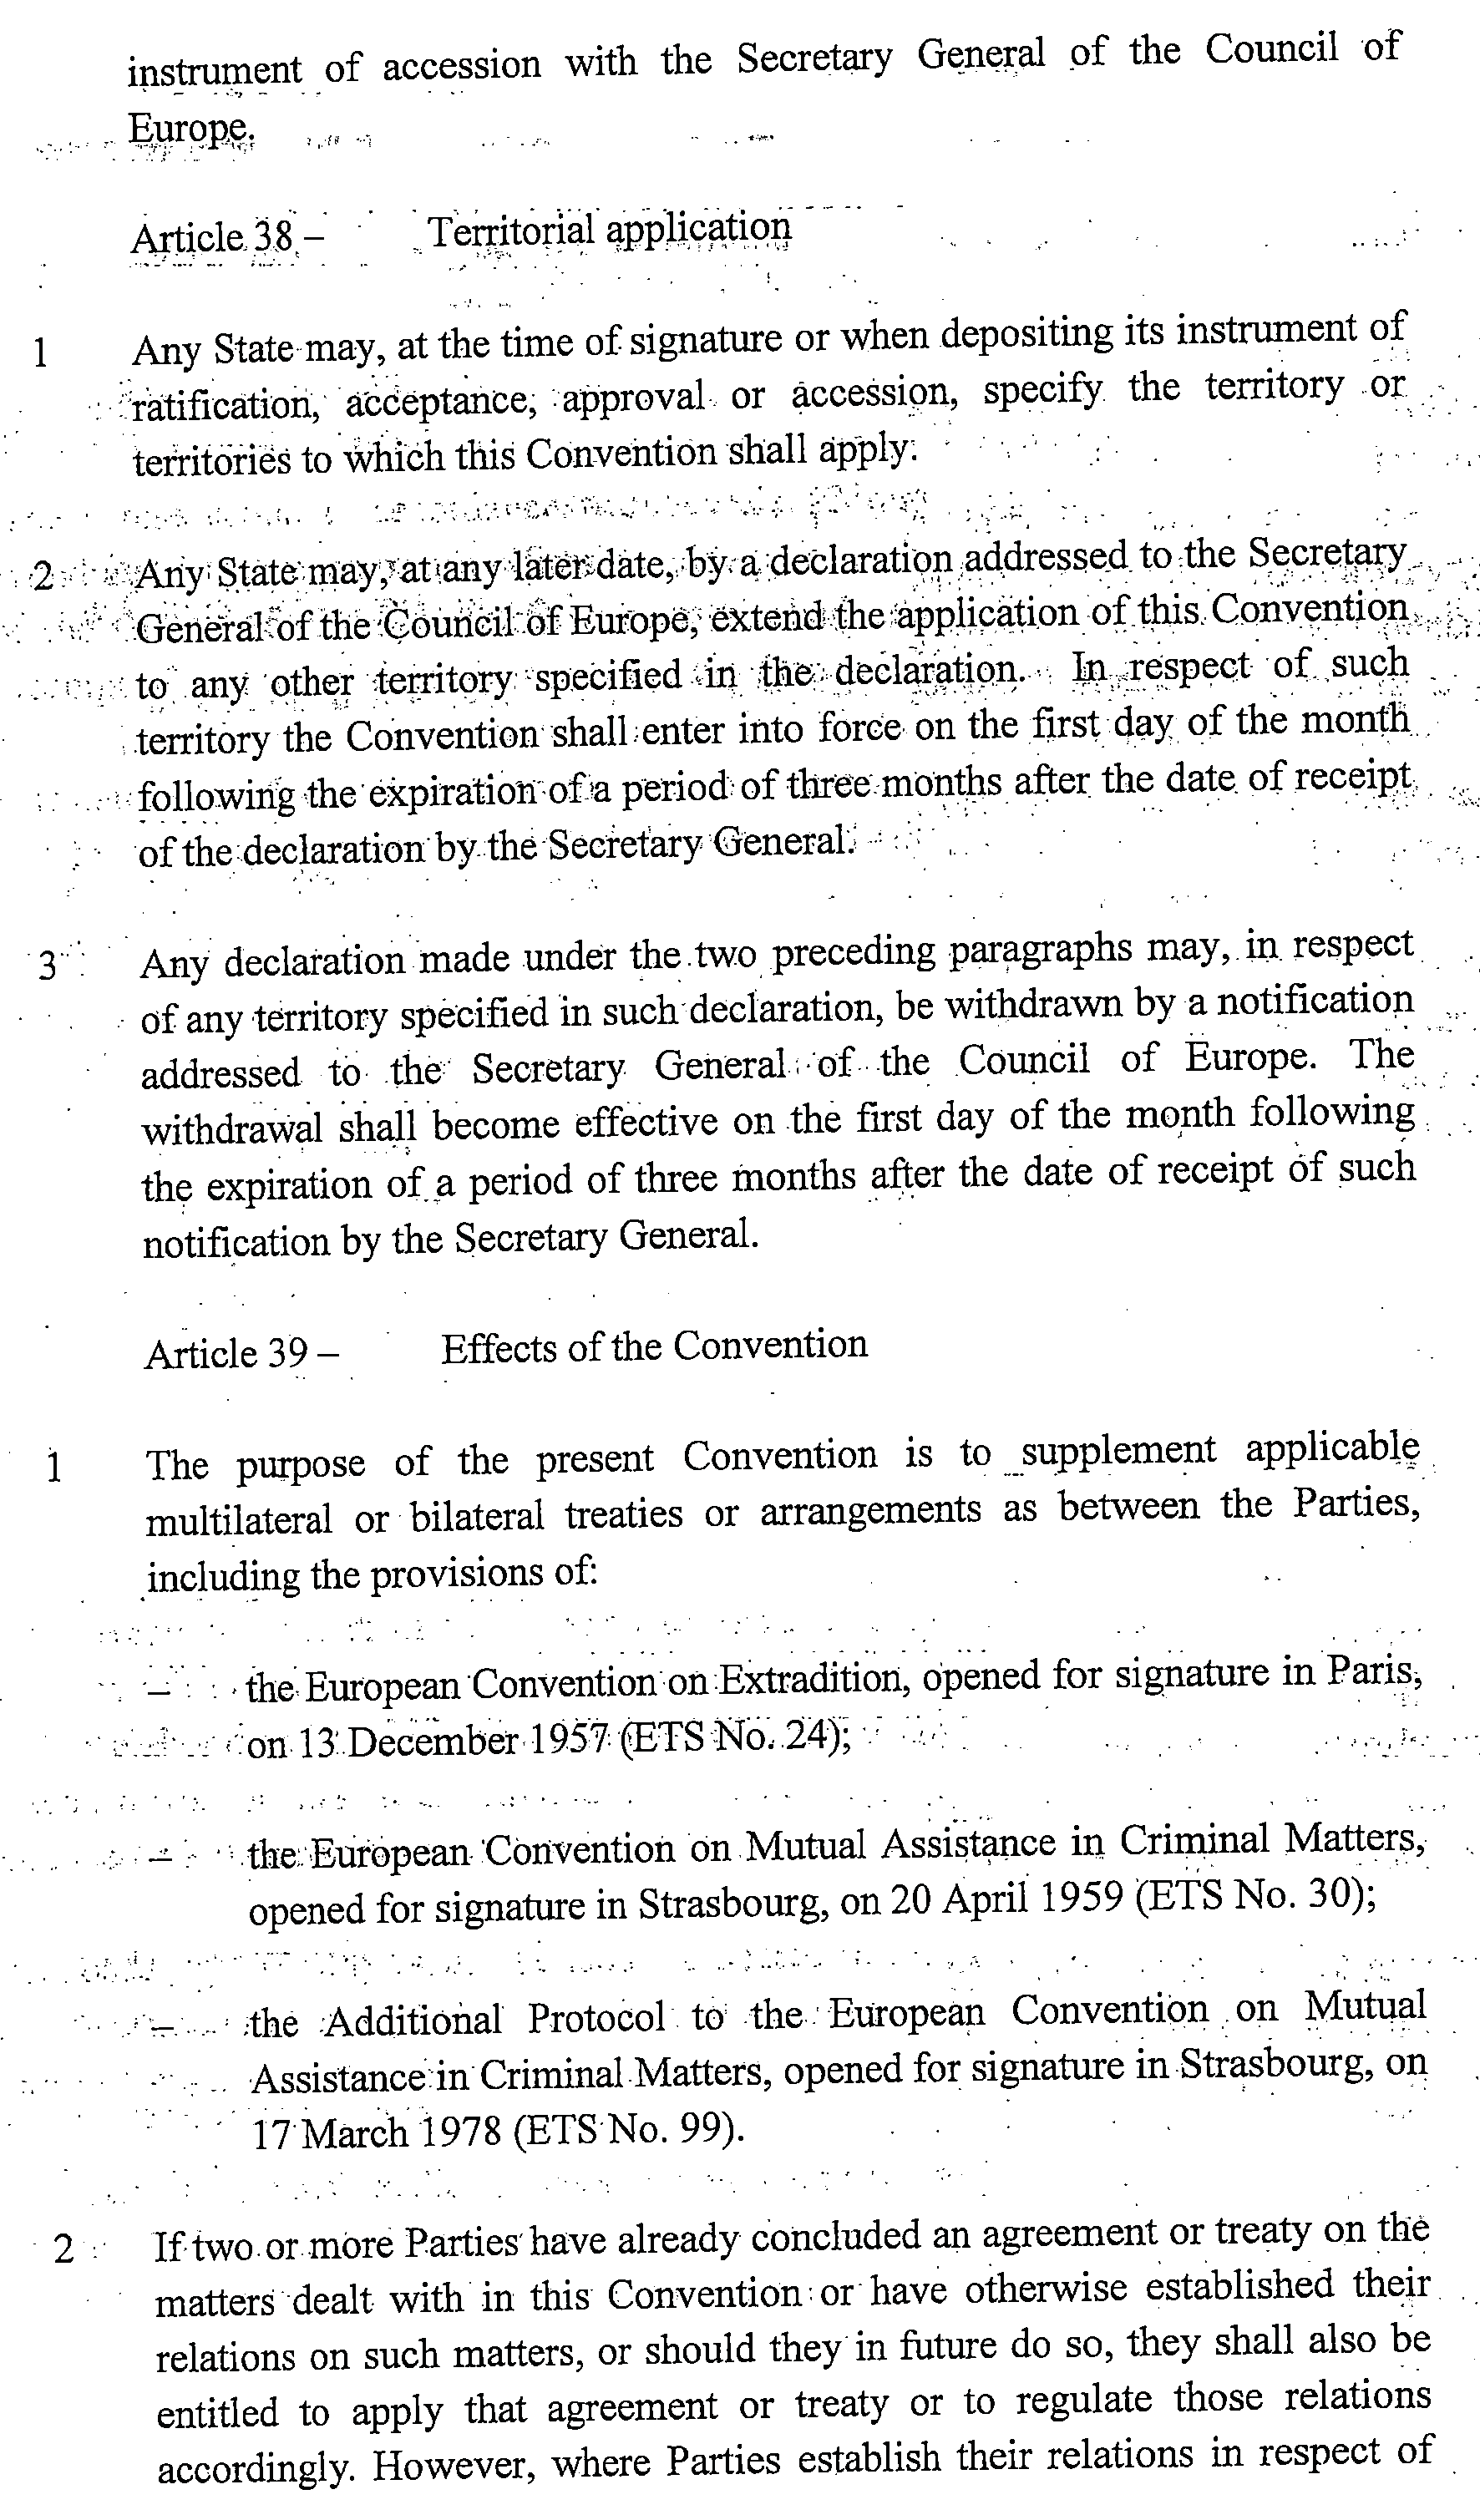 instrument of accession with the Secretary General of the Council of
Europe.
Article 38 – Territorial application
1 Any State may, at the time of signature or when depositing its instrument of
ratification, acceptance, approval or accession, specify the territory or
territories to which this Convention shall apply.
2 Any State may, at any later date, by a declaration addressed to the Secretary
General of the Council of Europe, extend the application of this Convention
to any other territory specified in the declaration. In respect of such
territory the Convention shall enter into force on the first day of the month
following the expiration of a period of three months after the date of receipt
of the declaration by the Secretary General.
3 Any declaration made under the two preceding paragraphs may, in respect
of any territory specified in such declaration, be withdrawn by a notification
addressed to the Secretary General of the Council of Europe. The
withdrawal shall become effective on the first day of the month following
the expiration of a period of three months after the date of receipt of such
notification by the Secretary General.
Article 39 – Effects of the Convention
1 The purpose of the present Convention is to supplement applicable
multilateral or bilateral treaties or arrangements as between the Parties,
including the provisions of:
– the European Convention on Extradition, opened for signature in Paris,
on 13 December 1957 (ETS No. 24);
– the European Convention on Mutual Assistance in Criminal Matters,
opened for signature in Strasbourg, on 20 April 1959 (ETS No. 30);
– the Additional Protocol to the European Convention on Mutual
Assistance in Criminal Matters, opened for signature in Strasbourg, on
17 March 1978 (ETS No. 99).
2 If two or more Parties have already concluded an agreement or treaty on the
matters dealt with in this Convention or have otherwise established their
relations on such matters, or should they in future do so, they shall also be
entitled to apply that agreement or treaty or to regulate those relations
accordingly. However, where Parties establish their relations in respect of